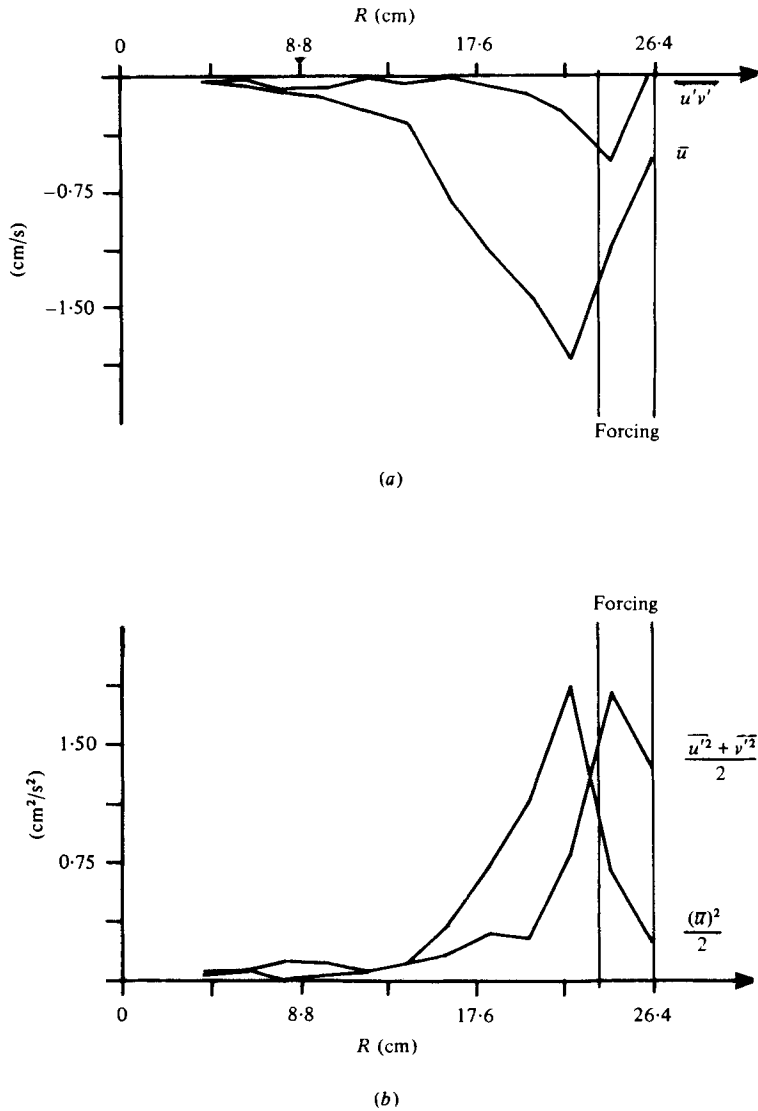 R (cm)
0 8·8 17·6 26·4
u′v′
ū
−0·75
−1·50
(cm/s)
Forcing
(a)
Forcing
1·50
0·75
(cm²/s²)
u′² + v′²
2
(ū)²
2
0 8·8 17·6 26·4
R (cm)
(b)